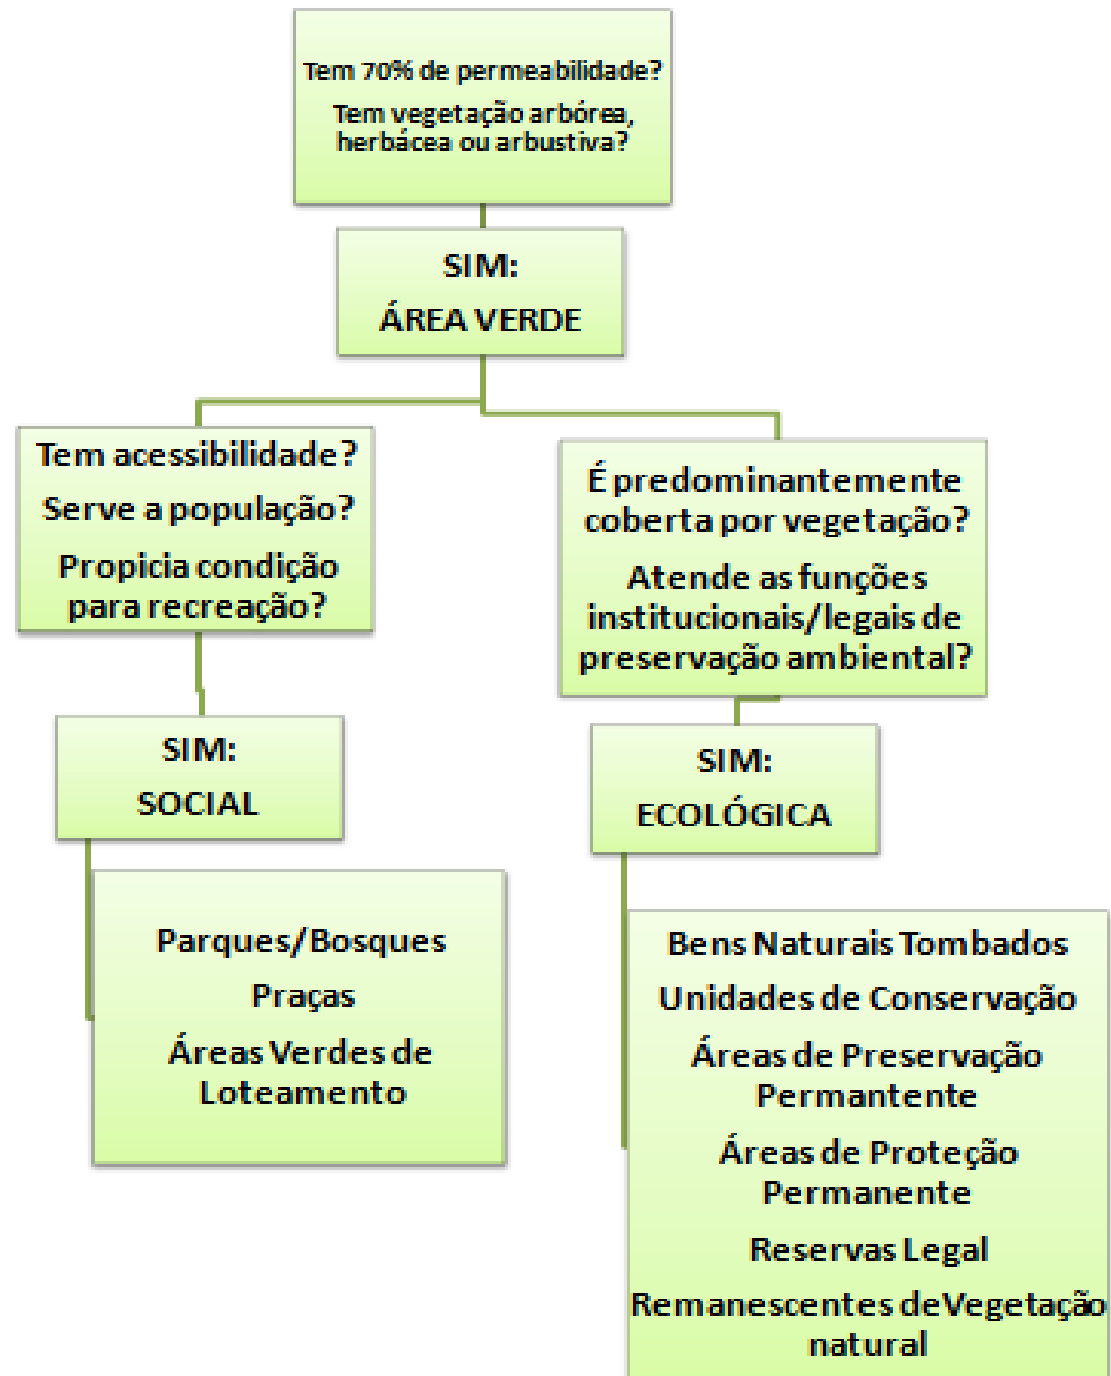 Tem 70% de permeabilidade?
Tem vegetação arbórea,
herbácea ou arbustiva?
SIM:
ÁREA VERDE
Tem acessibilidade?
Serve a população?
Propicia condição
para recreação?
SIM:
SOCIAL
Parques/Bosques
Praças
Áreas Verdes de
Loteamento
É predominantemente
coberta por vegetação?
Atende as funções
institucionais/legais de
preservação ambiental?
SIM:
ECOLÓGICA
Bens Naturais Tombados
Unidades de Conservação
Áreas de Preservação
Permantente
Áreas de Proteção
Permanente
Reservas Legal
Remanescentes de Vegetação
natural